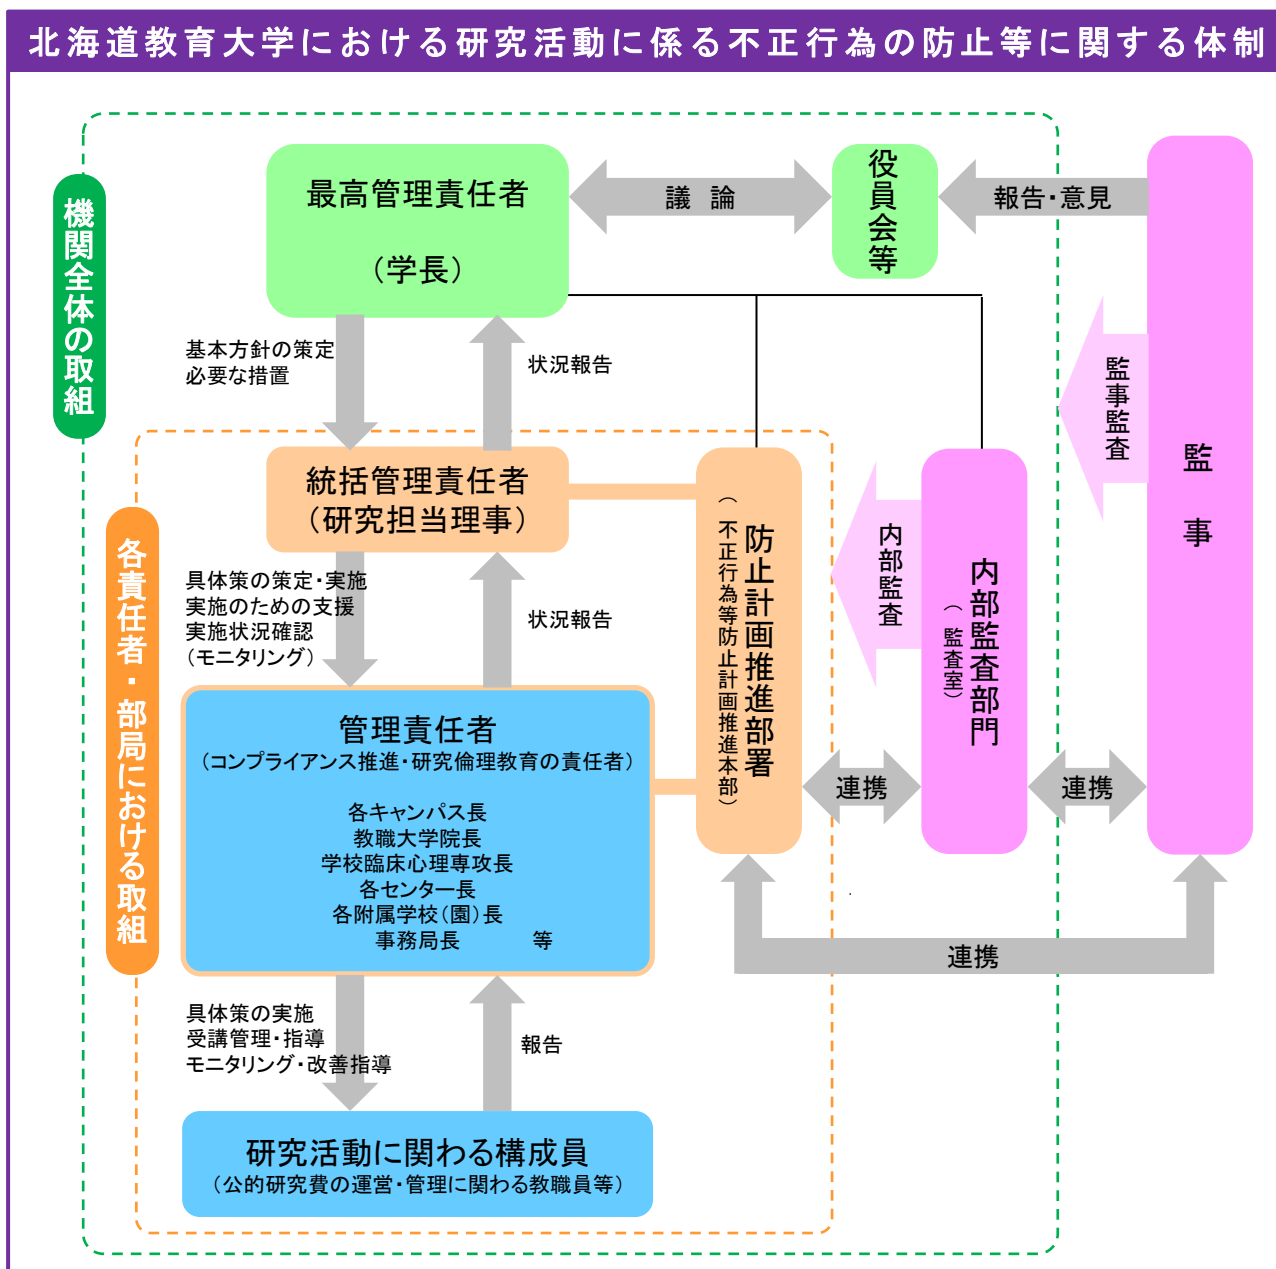 北海道教育大学における研究活動に係る不正行為の防止等に関する体制
機関全体の取組
最高管理責任者
（学長）
議　論
役員会等
報告・意見
監　事
監事監査
基本方針の策定
必要な措置
状況報告
各責任者・部局における取組
統括管理責任者
（研究担当理事）
防止計画推進部署
（不正行為等防止計画推進本部）
内部監査
内部監査部門
（監査室）
具体策の策定・実施
実施のための支援
実施状況確認
（モニタリング）
状況報告
管理責任者
（コンプライアンス推進・研究倫理教育の責任者）
各キャンパス長
教職大学院長
学校臨床心理専攻長
各センター長
各附属学校（園）長
事務局長　　　等
連携
連携
連携
具体策の実施
受講管理・指導
モニタリング・改善指導
報告
研究活動に関わる構成員
（公的研究費の運営・管理に関わる教職員等）